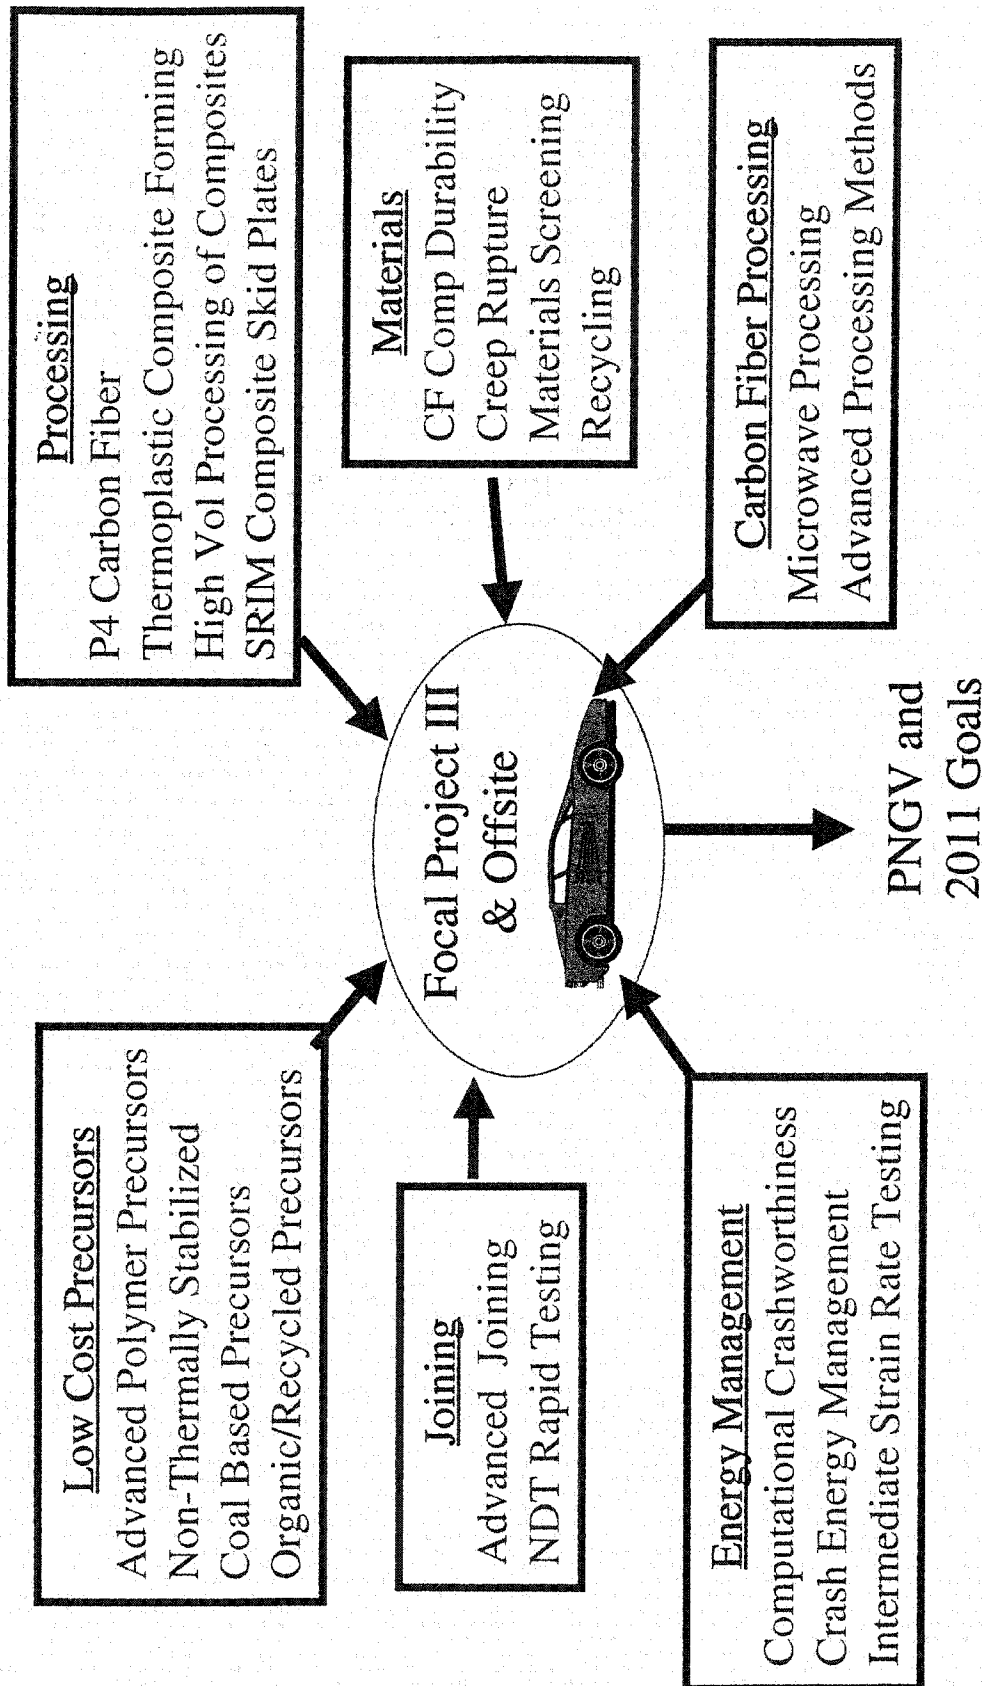 Low Cost Precursors
Advanced Polymer Precursors
Non-Thermally Stabilized
Coal Based Precursors
Organic/Recycled Precursors
Processing
P4 Carbon Fiber
Thermoplastic Composite Forming
High Vol Processing of Composites
SRIM Composite Skid Plates
Joining
Advanced Joining
NDT Rapid Testing
Focal Project III
& Offsite
Materials
CF Comp Durability
Creep Rupture
Materials Screening
Recycling
Energy Management
Computational Crashworthiness
Crash Energy Management
Intermediate Strain Rate Testing
Carbon Fiber Processing
Microwave Processing
Advanced Processing Methods
PNGV and
2011 Goals